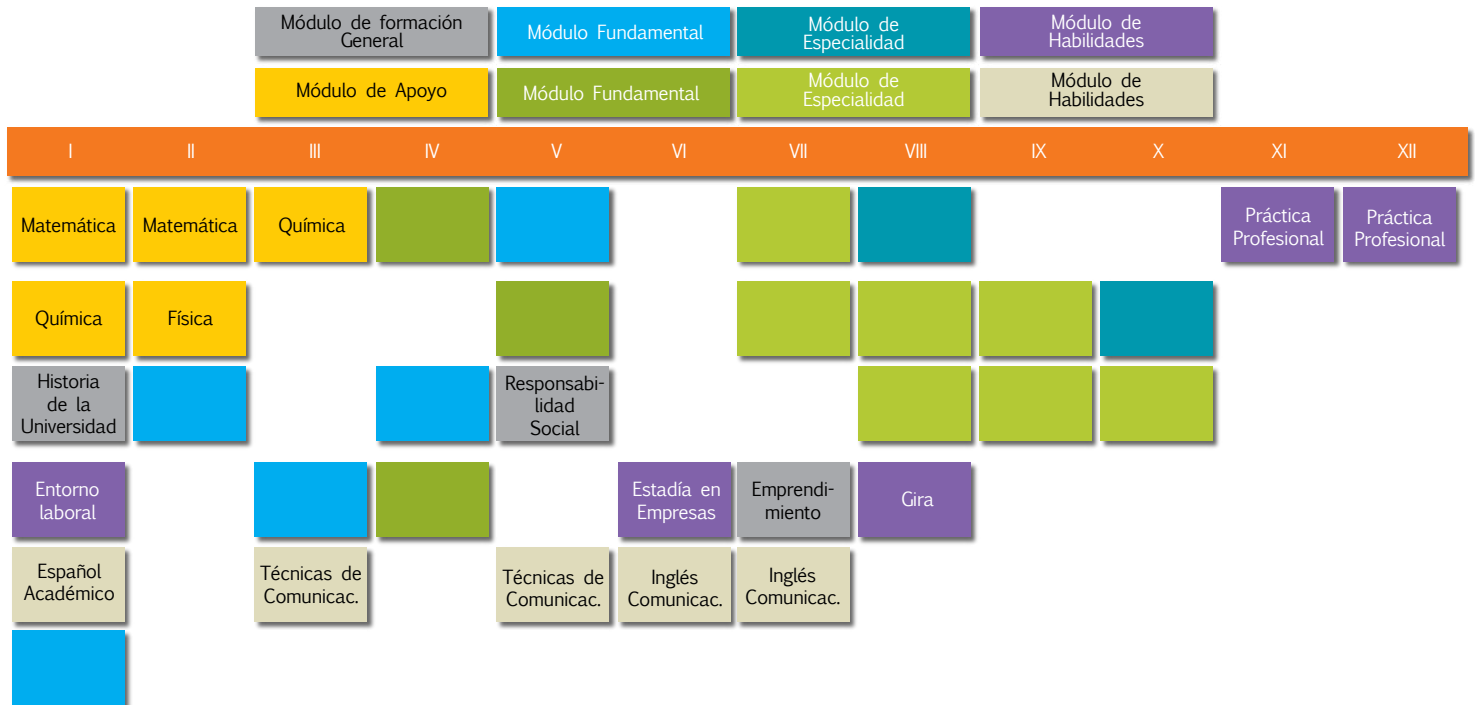 Módulo de formación
General
Módulo Fundamental
Módulo de
Especialidad
Módulo de
Habilidades
Módulo de Apoyo
Módulo Fundamental
Módulo de
Especialidad
Módulo de
Habilidades
I II III IV V VI VII VIII IX X XI XII
Matemática
Matemática
Química
Práctica
Profesional
Práctica
Profesional
Química
Física
Historia
de la
Universidad
Responsabi-
lidad
Social
Entorno
laboral
Estadía en
Empresas
Emprendi-
miento
Gira
Español
Académico
Técnicas de
Comunicac.
Técnicas de
Comunicac.
Inglés
Comunicac.
Inglés
Comunicac.